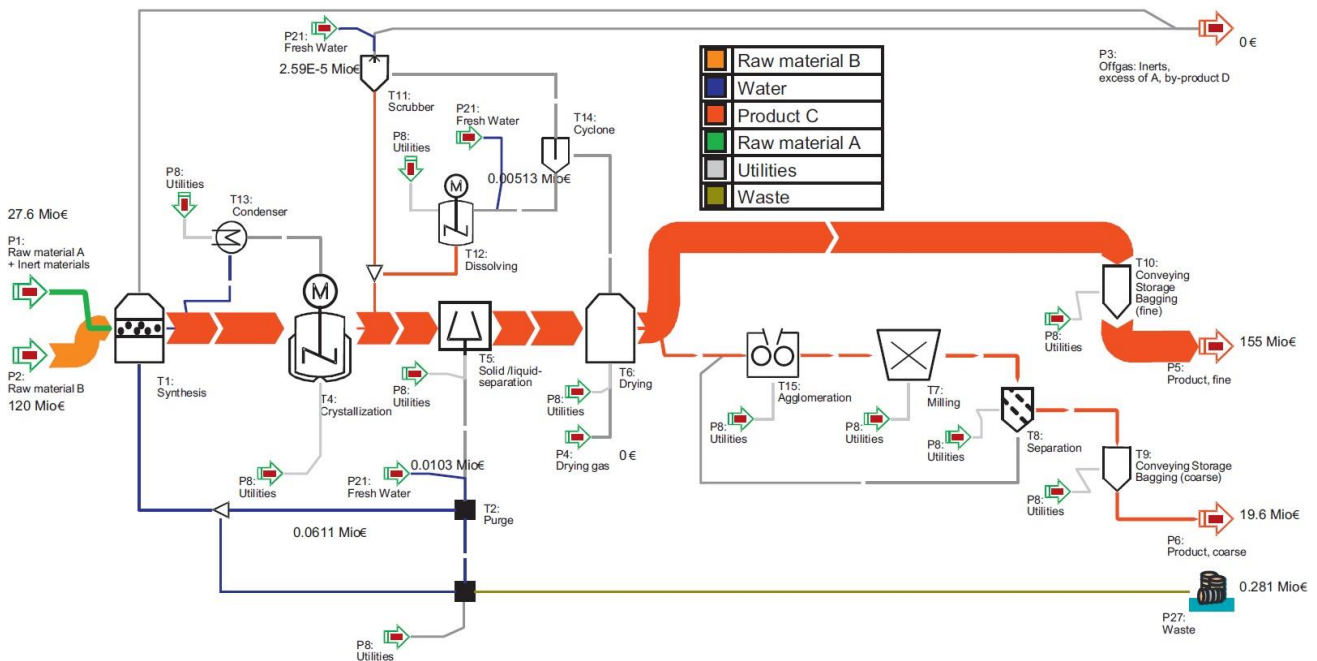 P21:
Fresh Water
2.59E-5 Mio€
T11:
Scrubber
P21:
Fresh Water
T14:
Cyclone
P8:
Utilities
0.00513 Mio€
M
T12:
Dissolving
Raw material B
Water
Product C
Raw material A
Utilities
Waste
0 €
P3:
Offgas: Inerts,
excess of A, by-product D
P8:
Utilities
T13:
Condenser
27.6 Mio€
P1:
Raw material A
+ Inert materials
P2:
Raw material B
120 Mio€
T1:
Synthesis
M
T4:
Crystallization
P8:
Utilities
T5:
Solid /liquid-
separation
P8:
Utilities
T6:
Drying
P8:
Utilities
P4:
Drying gas
0 €
T10:
Conveying
Storage
Bagging
(fine)
P8:
Utilities
155 Mio€
P5:
Product, fine
T15:
Agglomeration
P8:
Utilities
T7:
Milling
P8:
Utilities
T8:
Separation
P8:
Utilities
T9:
Conveying Storage
Bagging (coarse)
P8:
Utilities
19.6 Mio€
P6:
Product, coarse
0.0103 Mio€
P21:
Fresh Water
T2:
Purge
0.0611 Mio€
P8:
Utilities
0.281 Mio€
P27:
Waste